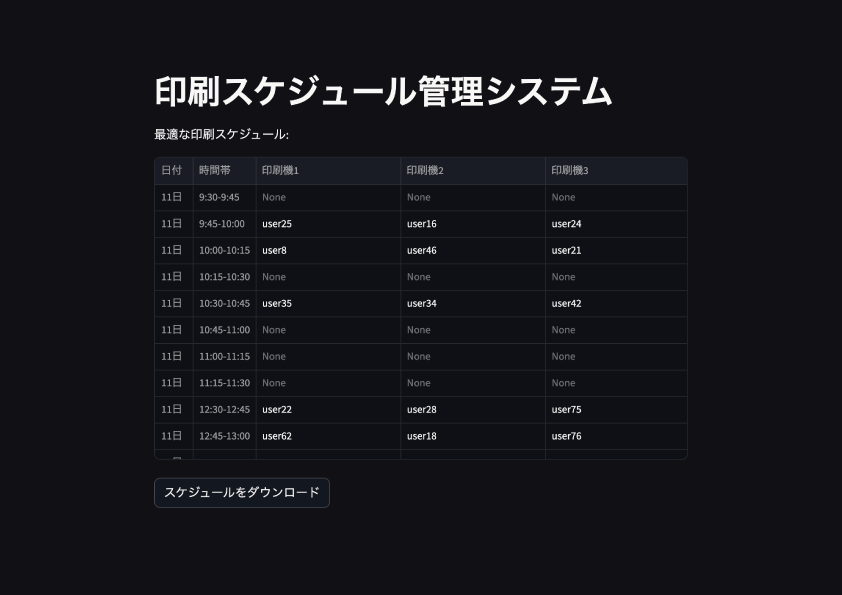 印刷スケジュール管理システム
最適な印刷スケジュール:
日付 時間帯 印刷機1 印刷機2 印刷機3
11日 9:30-9:45 None None None
11日 9:45-10:00 user25 user16 user24
11日 10:00-10:15 user8 user46 user21
11日 10:15-10:30 None None None
11日 10:30-10:45 user35 user34 user42
11日 10:45-11:00 None None None
11日 11:00-11:15 None None None
11日 11:15-11:30 None None None
11日 12:30-12:45 user22 user28 user75
11日 12:45-13:00 user62 user18 user76
スケジュールをダウンロード